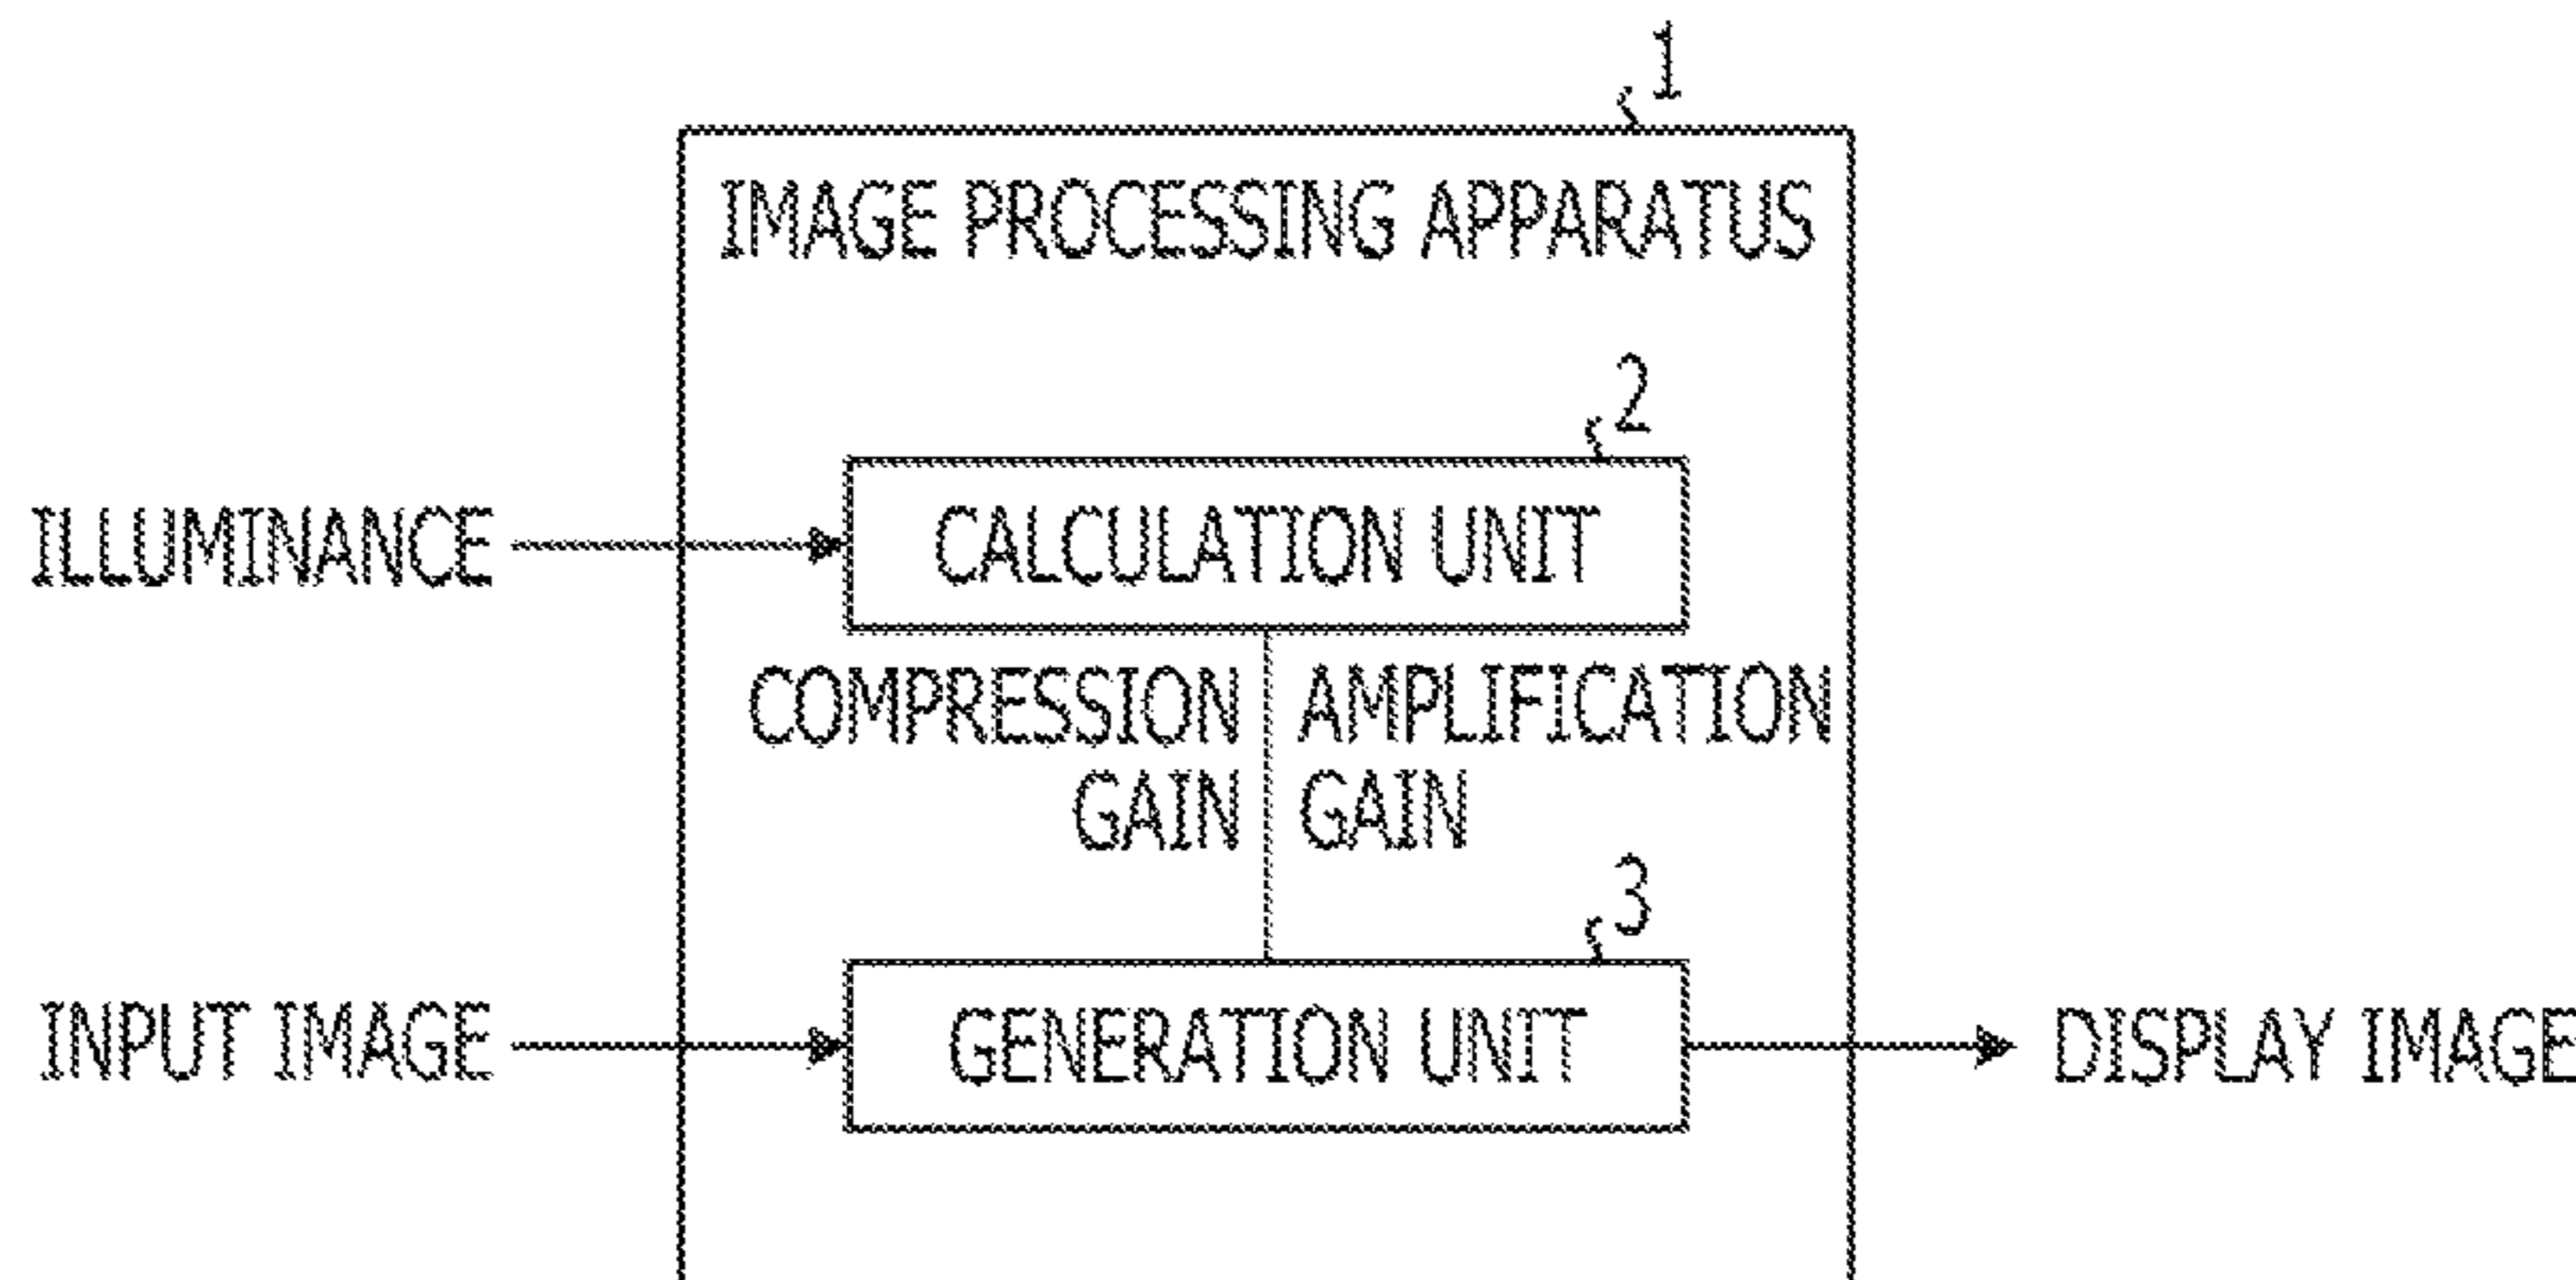 1
IMAGE PROCESSING APPARATUS
2
ILLUMINANCE
CALCULATION UNIT
COMPRESSION GAIN
AMPLIFICATION GAIN
3
INPUT IMAGE
GENERATION UNIT
DISPLAY IMAGE